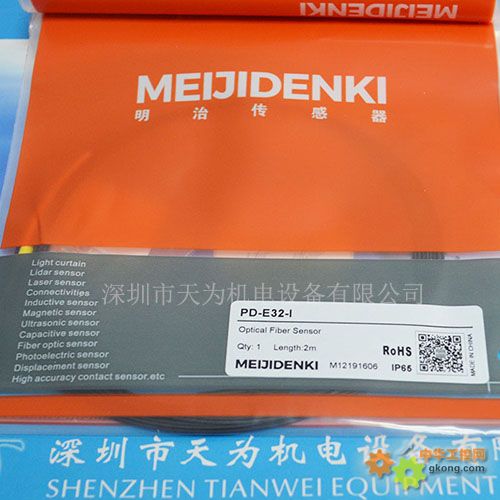 MEIJIDENKI
MEIJIDENKI
明治传感器
Light curtain
Lidar sensor
Laser sensor
Connectivities
Inductive sensor
Magnetic sensor
Ultrasonic sensor
Capacitive sensor
Fiber optic sensor
Photoelectric sensor
Displacement sensor
High accuracy contact sensor.etc
深圳市天为机电设备有限公司
PD-E32-I
Optical Fiber Sensor
Qty: 1 Length:2m
MEIJIDENKI M12191606
RoHS
IP65
MADE IN CHINA
深圳市天为机电设备有限
SHENZHEN TIANWEI EQUIPMENT
中华工控网
gkong.com